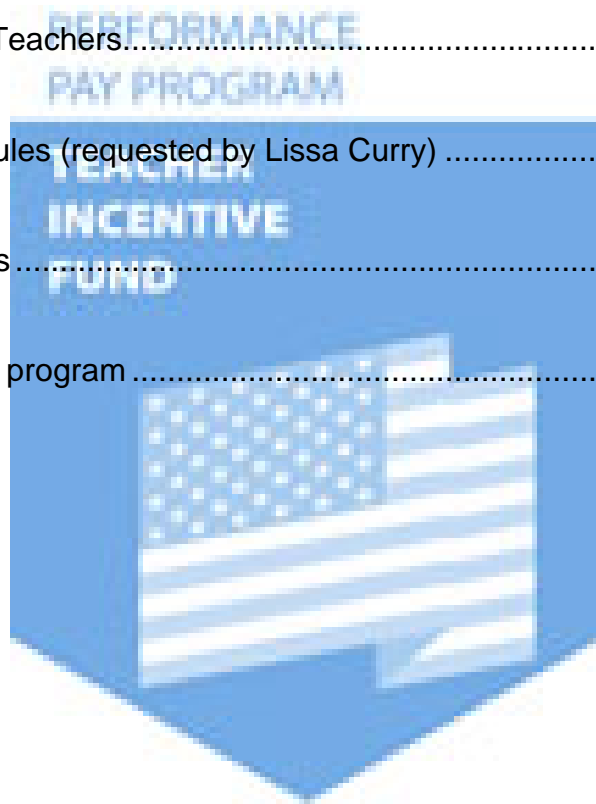 Teachers..................................................
PERFORMANCE
PAY PROGRAM
ules (requested by Lissa Curry) ................
TEACHER
INCENTIVE
s ..............................................................
FUND
program ................................................